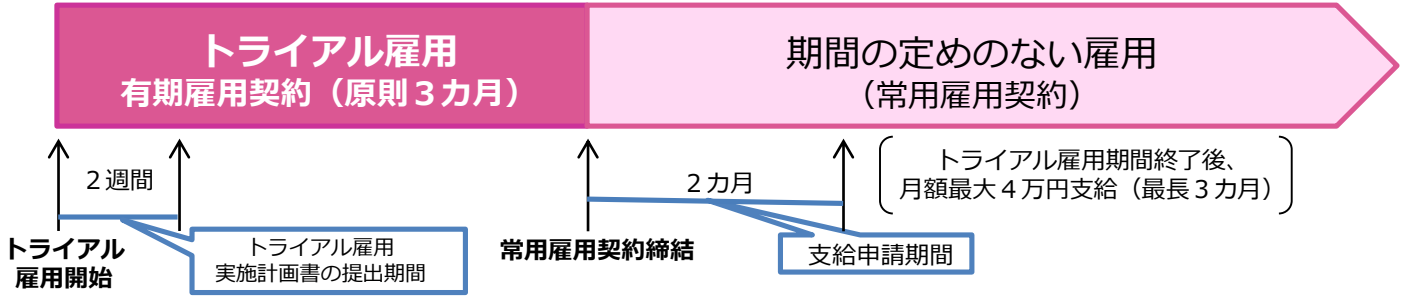 トライアル雇用
有期雇用契約（原則３カ月）
期間の定めのない雇用
（常用雇用契約）
２週間
２カ月
トライアル雇用期間終了後、
月額最大４万円支給（最長３カ月）
トライアル
雇用開始
トライアル雇用
実施計画書の提出期間
常用雇用契約締結
支給申請期間